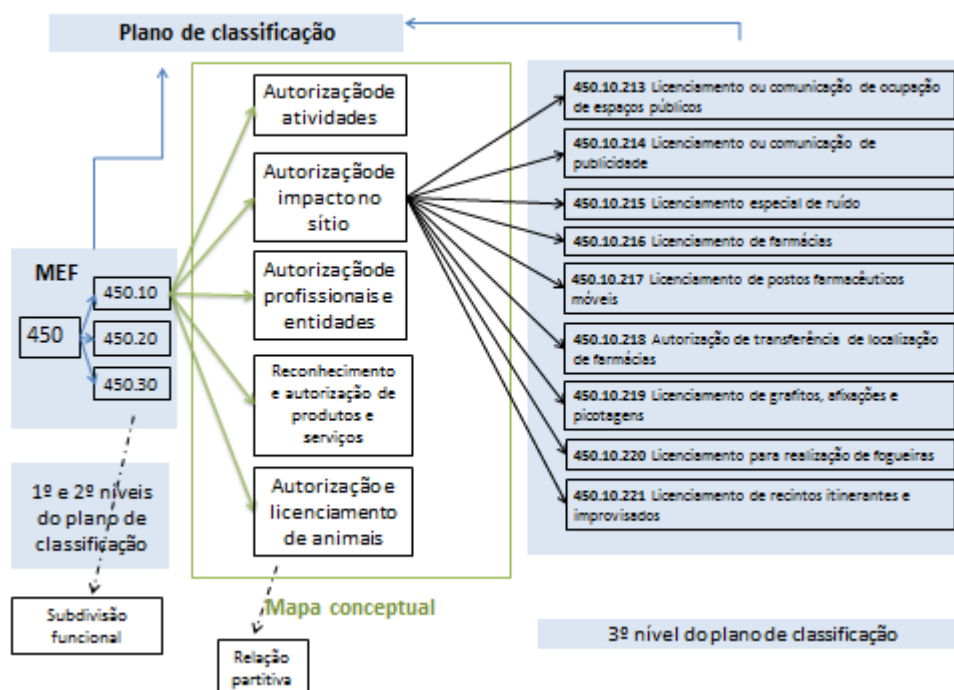 Plano de classificação
MEF
450
450.10
450.20
450.30
1º e 2º níveis
do plano de
classificação
Subdivisão
funcional
Autorizaçãode
atividades
Autorizaçãode
impacto no
sítio
Autorizaçãode
profissionais e
entidades
Reconhecimento
e autorização de
produtos e
serviços
Autorização e
licenciamento
de animais
Mapa conceptual
Relação
partitiva
450.10.213 Licenciamento ou comunicação de ocupação
de espaços públicos
450.10.214 Licenciamento ou comunicação de
publicidade
450.10.215 Licenciamento especial de ruído
450.10.216 Licenciamento de farmácias
450.10.217 Licenciamento de postos farmacêuticos
móveis
450.10.218 Autorização de transferência de localização
de farmácias
450.10.219 Licenciamento de grafitos, afixações e
picotagens
450.10.220 Licenciamento para realização de fogueiras
450.10.221 Licenciamento de recintos itinerantes e
improvisados
3º nível do plano de classificação